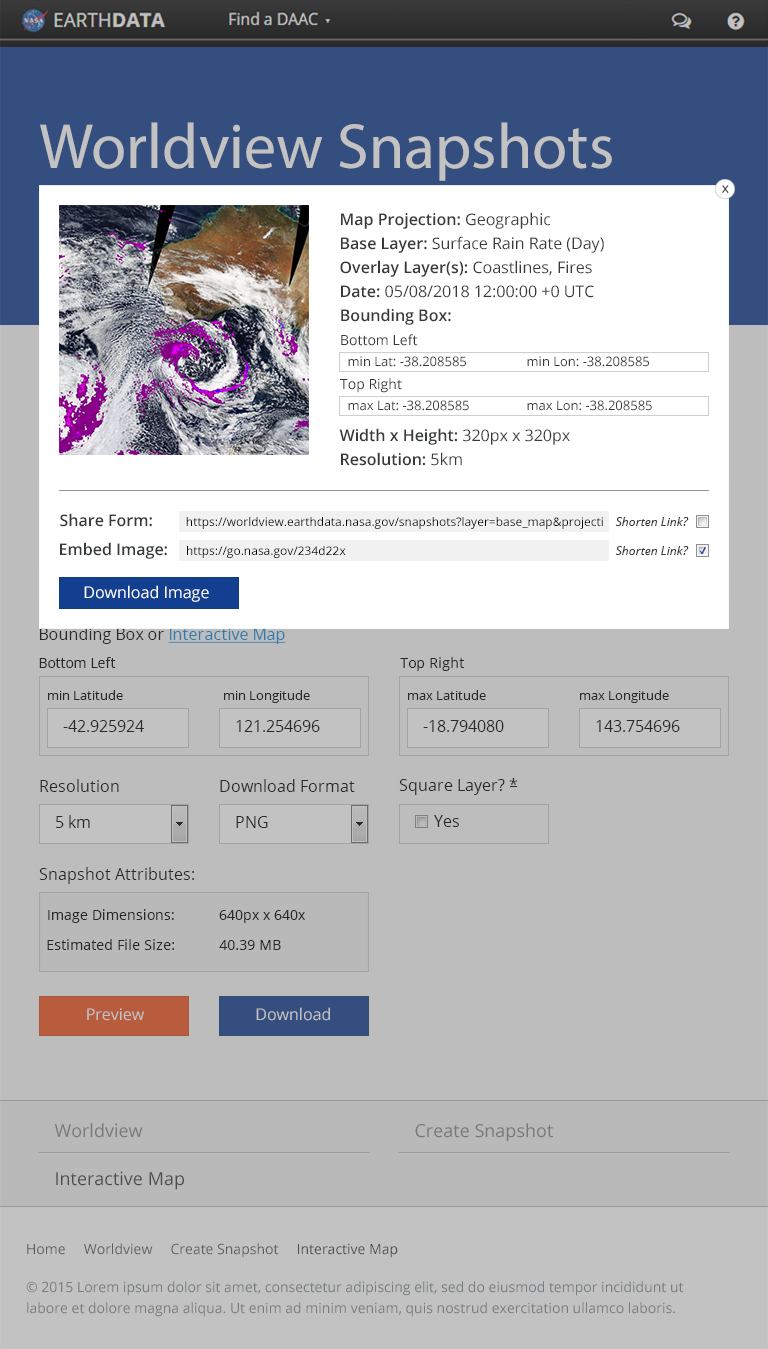 NASA EARTHDATA Find a DAAC
Worldview Snapshots
x
Map Projection: Geographic
Base Layer: Surface Rain Rate (Day)
Overlay Layer(s): Coastlines, Fires
Date: 05/08/2018 12:00:00 +0 UTC
Bounding Box:
Bottom Left
min Lat: -38.208585 min Lon: -38.208585
Top Right
max Lat: -38.208585 max Lon: -38.208585
Width x Height: 320px x 320px
Resolution: 5km
Share Form: https://worldview.earthdata.nasa.gov/snapshots?layer=base_map&projecti Shorten Link?
Embed Image: https://go.nasa.gov/234d22x Shorten Link?
Download Image
Bounding Box or Interactive Map
Bottom Left Top Right
min Latitude min Longitude max Latitude max Longitude
-42.925924 121.254696 -18.794080 143.754696
Resolution Download Format Square Layer? *
5 km PNG Yes
Snapshot Attributes:
Image Dimensions: 640px x 640x
Estimated File Size: 40.39 MB
Preview Download
Worldview Create Snapshot
Interactive Map
Home Worldview Create Snapshot Interactive Map
© 2015 Lorem ipsum dolor sit amet, consectetur adipiscing elit, sed do eiusmod tempor incididunt ut
labore et dolore magna aliqua. Ut enim ad minim veniam, quis nostrud exercitation ullamco laboris.